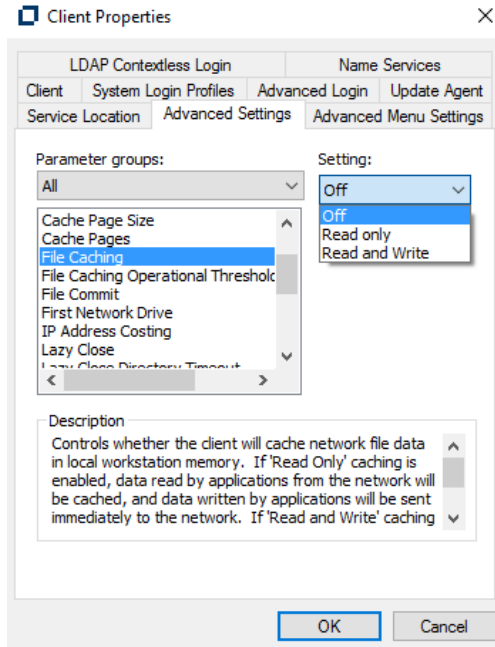 Client Properties
LDAP Contextless Login
Name Services
Client
System Login Profiles
Advanced Login
Update Agent
Service Location
Advanced Settings
Advanced Menu Settings
Parameter groups:
Setting:
All
Off
Off
Read only
Read and Write
Cache Page Size
Cache Pages
File Caching
File Caching Operational Threshold
File Commit
First Network Drive
IP Address Costing
Lazy Close
Lazy Close Directory Timeout
Description
Controls whether the client will cache network file data
in local workstation memory. If 'Read Only' caching is
enabled, data read by applications from the network will
be cached, and data written by applications will be sent
immediately to the network. If 'Read and Write' caching
OK
Cancel